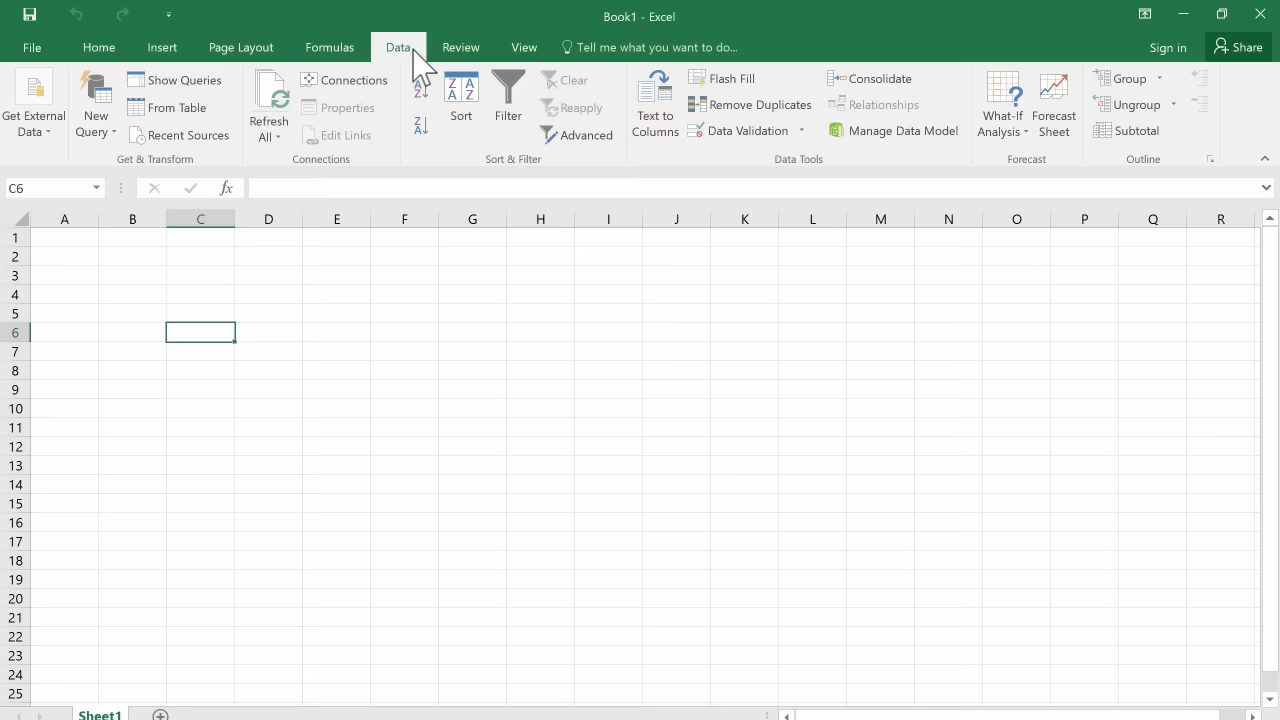 Book1 - Excel
File Home Insert Page Layout Formulas Data Review View Tell me what you want to do... Sign in Share
Get External Data
New Query
Show Queries
From Table
Recent Sources
Get & Transform
Refresh All
Connections
Properties
Edit Links
Connections
A Z
Z A
Z A A Z
Sort
Filter
Clear
Reapply
Advanced
Sort & Filter
Text to Columns
Flash Fill
Remove Duplicates
Data Validation
Consolidate
Relationships
Manage Data Model
Data Tools
What-If Analysis
Forecast Sheet
Forecast
Group
Ungroup
Subtotal
Outline
C6 fx
A B C D E F G H I J K L M N O P Q R
1
2
3
4
5
6
7
8
9
10
11
12
13
14
15
16
17
18
19
20
21
22
23
24
25
Sheet1